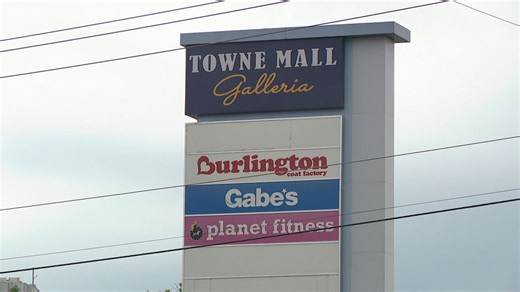 TOWNE MALL
Galleria
Burlington
coat factory
Gabe's
planet fitness